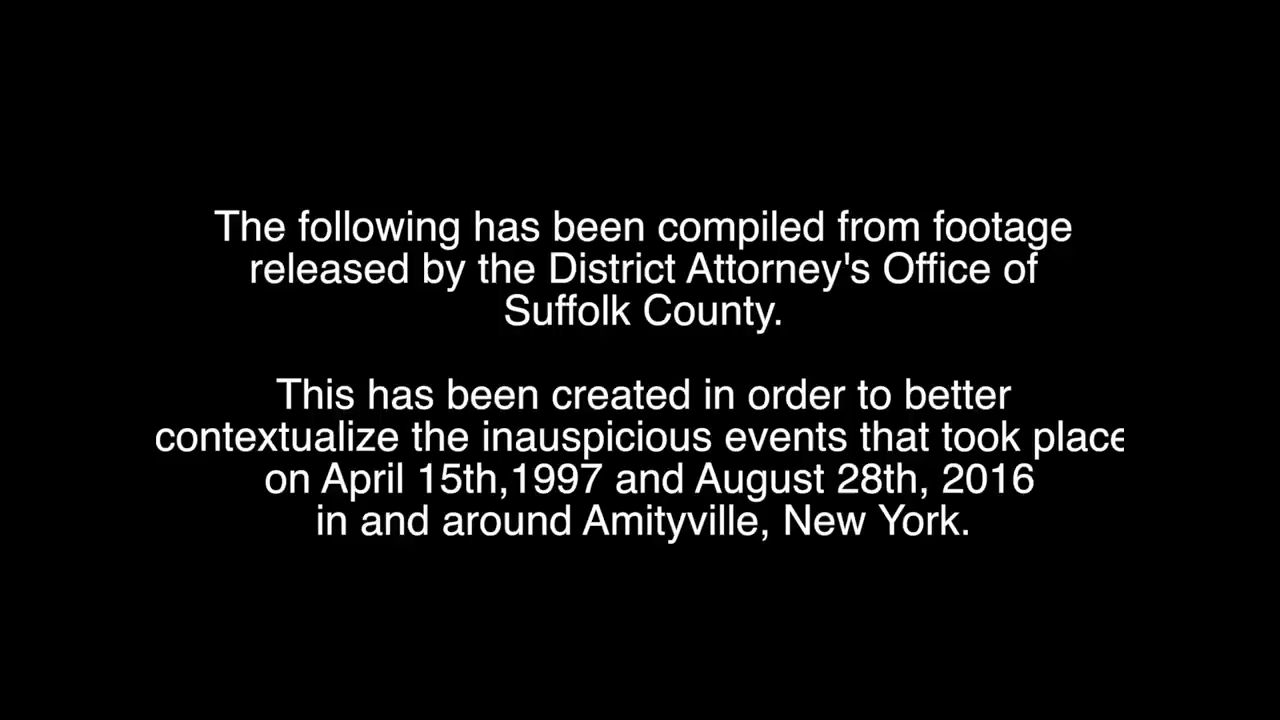 The following has been compiled from footage
released by the District Attorney's Office of
Suffolk County.
This has been created in order to better
contextualize the inauspicious events that took place
on April 15th,1997 and August 28th, 2016
in and around Amityville, New York.